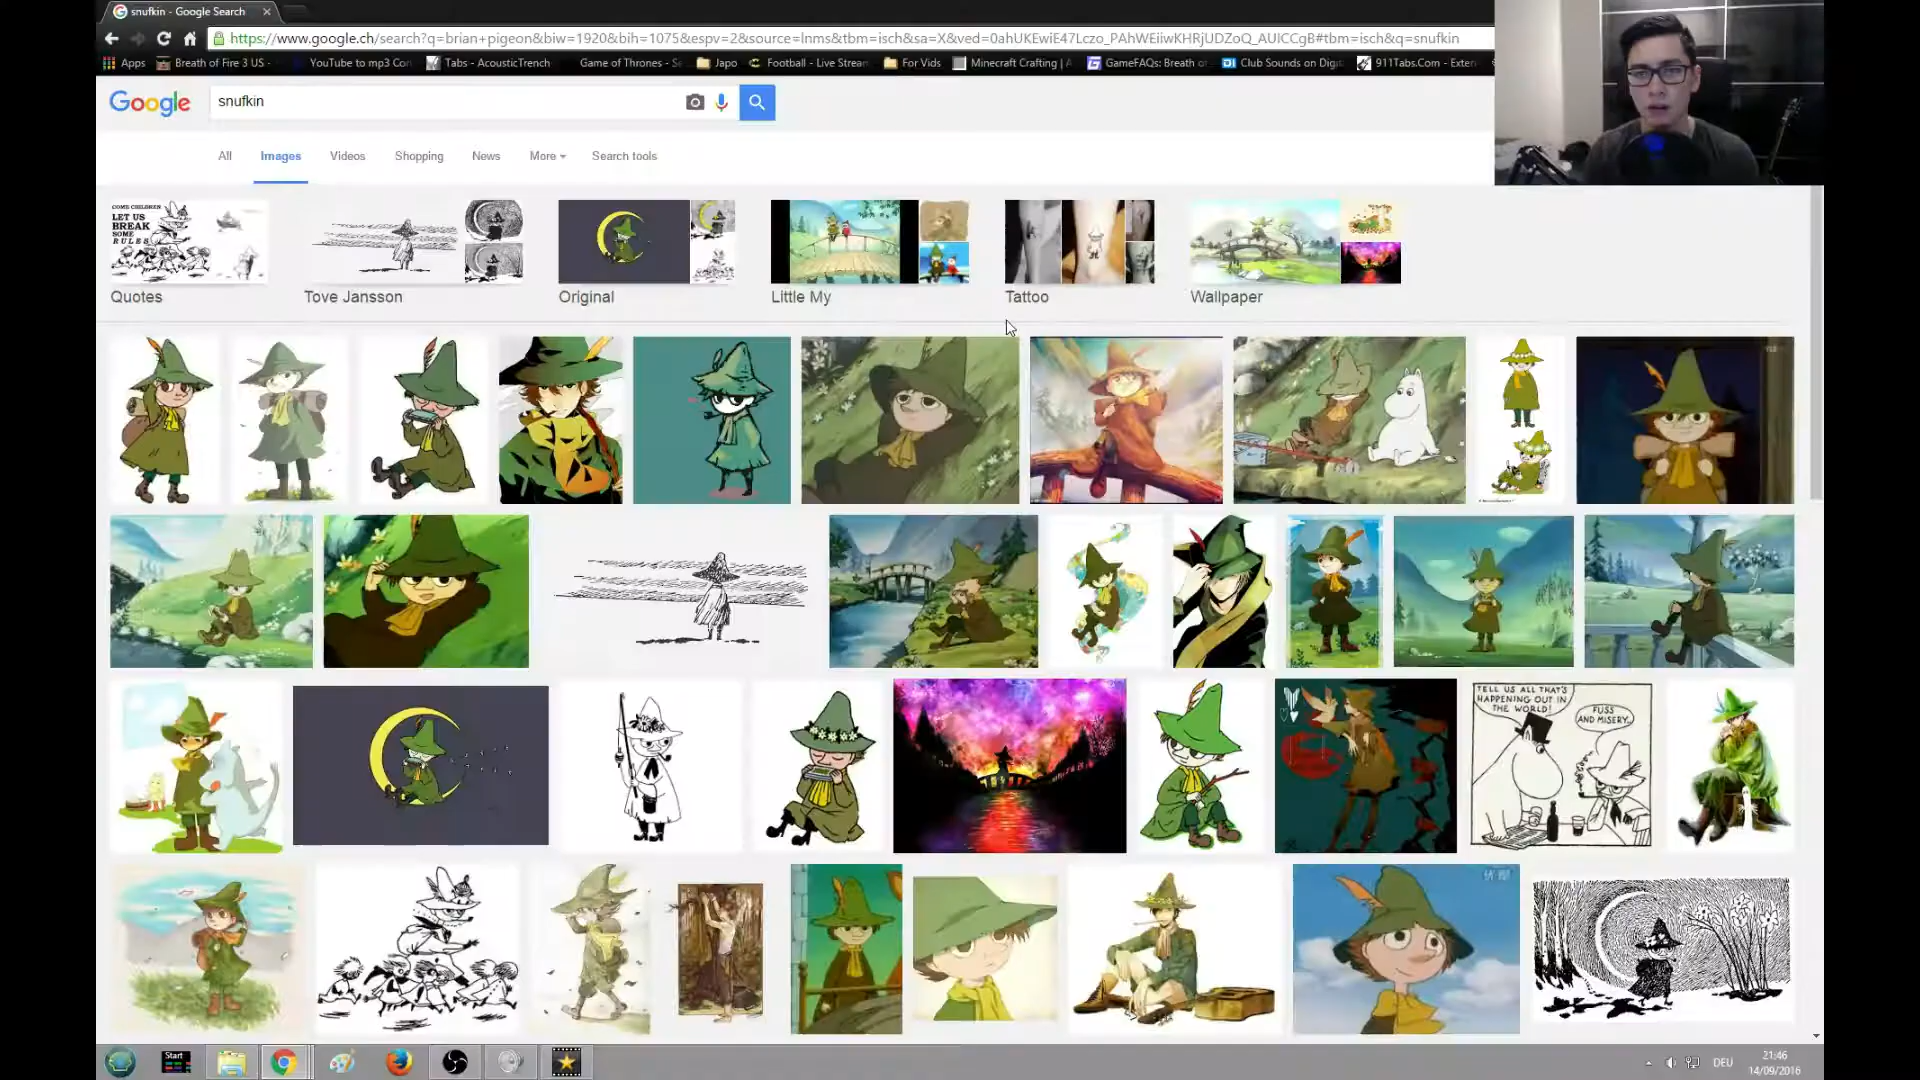 snufkin - Google Search
https://www.google.ch/search?q=brian+pigeon&biw=1920&bih=1075&espv=2&source=lnms&tbm=isch&sa=X&ved=0ahUKEwiE47Lczo_PAhWEiiwKHRjUDZoQ_AUICCgB#tbm=isch&q=snufkin
Apps Breath of Fire 3 US - YouTube to mp3 Con Tabs - AcousticTrench Game of Thrones - Se Japo Football - Live Stream For Vids Minecraft Crafting | A GameFAQs: Breath of Club Sounds on Digit 911Tabs.Com - Exten
Google snufkin
All Images Videos Shopping News More Search tools
COME CHILDREN
LET US
BREAK
SOME
RULES
Quotes Tove Jansson Original Little My Tattoo Wallpaper
TELL US ALL THAT'S
HAPPENING OUT IN
THE WORLD!
FUSS
AND MISERY..
Start
DEU
21:46
14/09/2016